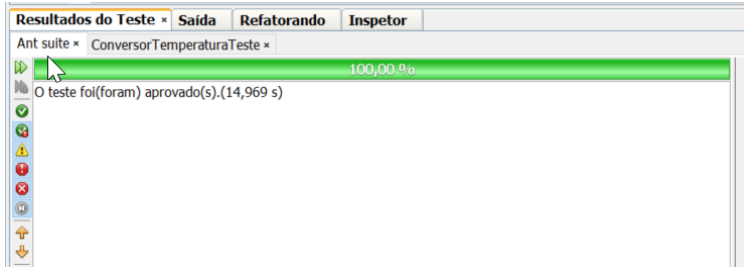 Resultados do Teste × Saída Refatorando Inspetor
Ant suite × ConversorTemperaturaTeste ×
100,00 %
O teste foi(foram) aprovado(s).(14,969 s)